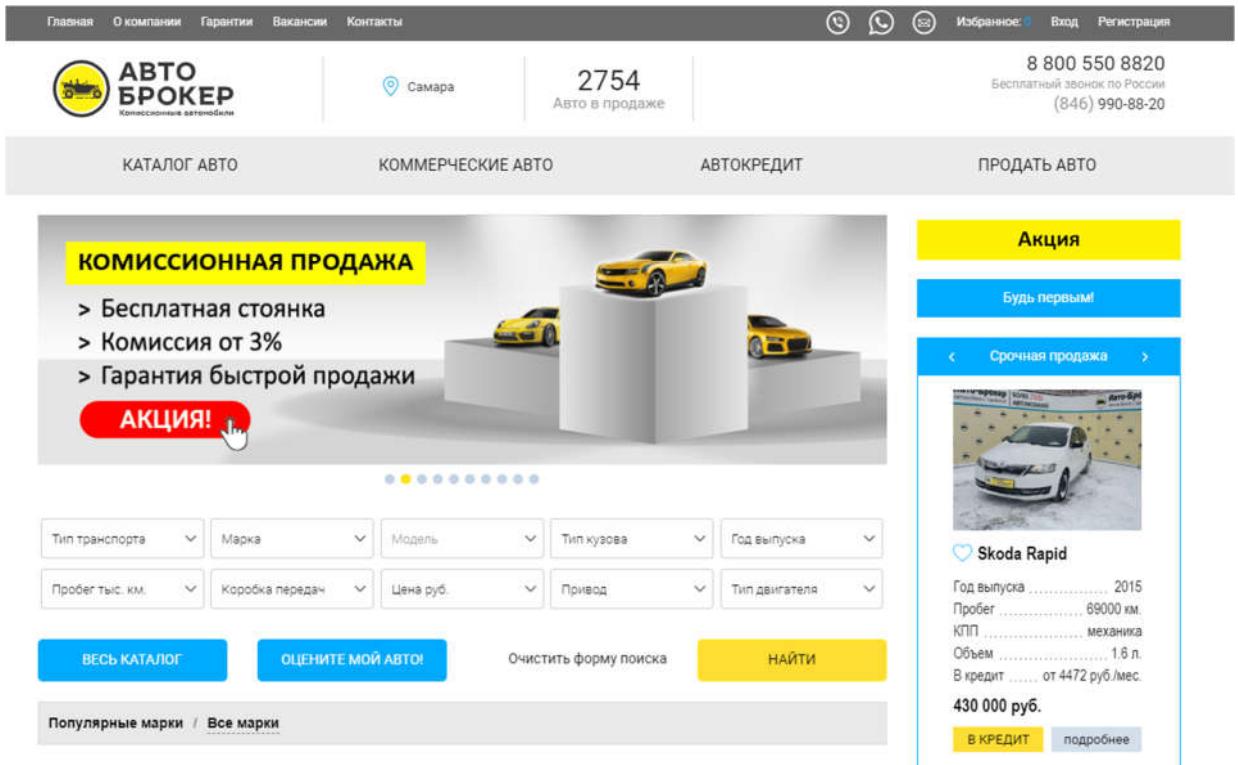 Главная О компании Гарантии Вакансии Контакты Избранное: 0 Вход Регистрация
АВТО
БРОКЕР
Комиссионные автомобили
Самара
2754
Авто в продаже
8 800 550 8820
Бесплатный звонок по России
(846) 990-88-20
КАТАЛОГ АВТО КОММЕРЧЕСКИЕ АВТО АВТОКРЕДИТ ПРОДАТЬ АВТО
КОМИССИОННАЯ ПРОДАЖА
> Бесплатная стоянка
> Комиссия от 3%
> Гарантия быстрой продажи
АКЦИЯ!
Тип транспорта Марка Модель Тип кузова Год выпуска
Пробег тыс. км. Коробка передач Цена руб. Привод Тип двигателя
ВЕСЬ КАТАЛОГ ОЦЕНИТЕ МОЙ АВТО! Очистить форму поиска НАЙТИ
Популярные марки / Все марки
Акция
Будь первым!
‹ Срочная продажа ›
Skoda Rapid
Год выпуска .............. 2015
Пробег .............. 69000 км.
КПП .............. механика
Объем .............. 1.6 л.
В кредит ...... от 4472 руб./мес.
430 000 руб.
В КРЕДИТ подробнее